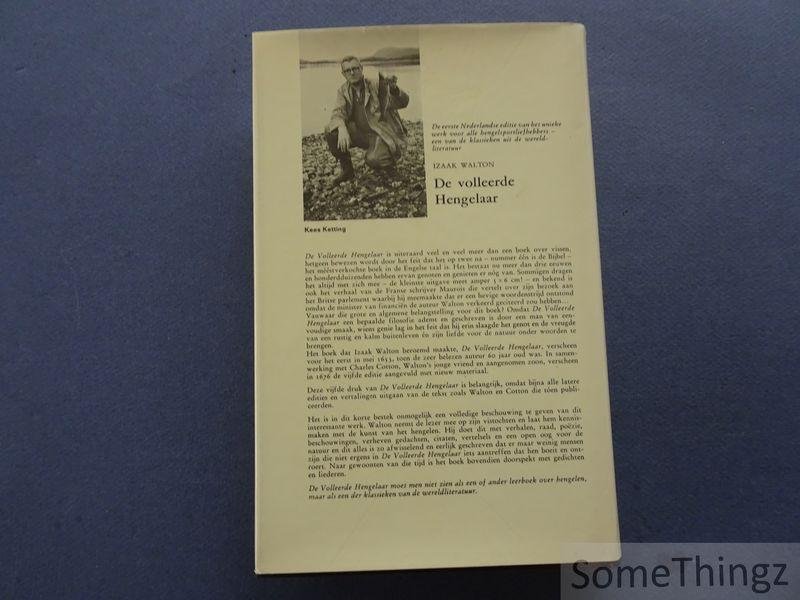 De eerste Nederlandse editie van het unieke
werk voor alle hengelsportliefhebbers –
een van de klassieken uit de wereld-
literatuur
IZAAK WALTON
De volleerde
Hengelaar
Kees Ketting
De Volleerde Hengelaar is uiteraard veel en veel meer dan een boek over vissen,
hetgeen bewezen wordt door het feit dat het op twee na – nummer één is de Bijbel –
het méestverkochte boek in de Engelse taal is. Het bestaat nu meer dan drie eeuwen
en honderdduizenden hebben ervan genoten en genieten er nóg van. Sommigen dragen
het altijd met zich mee – de kleinste uitgave meet amper 5 × 6 cm! – en bekend is
ook het verhaal van de Franse schrijver Maurois die vertelt over zijn bezoek aan
het Britse parlement waarbij hij meemaakte dat er een hevige woordenstrijd ontstond
omdat de minister van financiën de auteur Walton verkeerd geciteerd zou hebben...
Vanwaar die grote en algemene belangstelling voor dit boek? Omdat De Volleerde
Hengelaar een bepaalde filosofie ademt en geschreven is door een man van een-
voudige smaak, wiens genie lag in het feit dat hij erin slaagde het genot en de vreugde
van een rustig en kalm buitenleven én zijn liefde voor de natuur onder woorden te
brengen.
Het boek dat Izaak Walton beroemd maakte, De Volleerde Hengelaar, verscheen
voor het eerst in mei 1653, toen de zeer belezen auteur 60 jaar oud was. In samen-
werking met Charles Cotton, Walton's jonge vriend en aangenomen zoon, verscheen
in 1676 de vijfde editie aangevuld met nieuw materiaal.
Deze vijfde druk van De Volleerde Hengelaar is belangrijk, omdat bijna alle latere
edities en vertalingen uitgaan van de tekst zoals Walton en Cotton die tóen publi-
ceerden.
Het is in dit korte bestek onmogelijk een volledige beschouwing te geven van dit
interessante werk. Walton neemt de lezer mee op zijn vistochten en laat hem kennis-
maken met de kunst van het hengelen. Hij doet dit met verhalen, raad, poëzie,
beschouwingen, verheven gedachten, citaten, vertelsels en een open oog voor de
natuur en dit alles is zo afwisselend en eerlijk geschreven dat er maar weinig mensen
zijn die niet ergens in De Volleerde Hengelaar iets aantreffen dat hen boeit en ont-
roert. Naar gewoonten van die tijd is het boek bovendien doorspekt met gedichten
en liederen.
De Volleerde Hengelaar moet men niet zien als een of ander leerboek over hengelen,
maar als een der klassieken van de wereldliteratuur.
SomeThingz